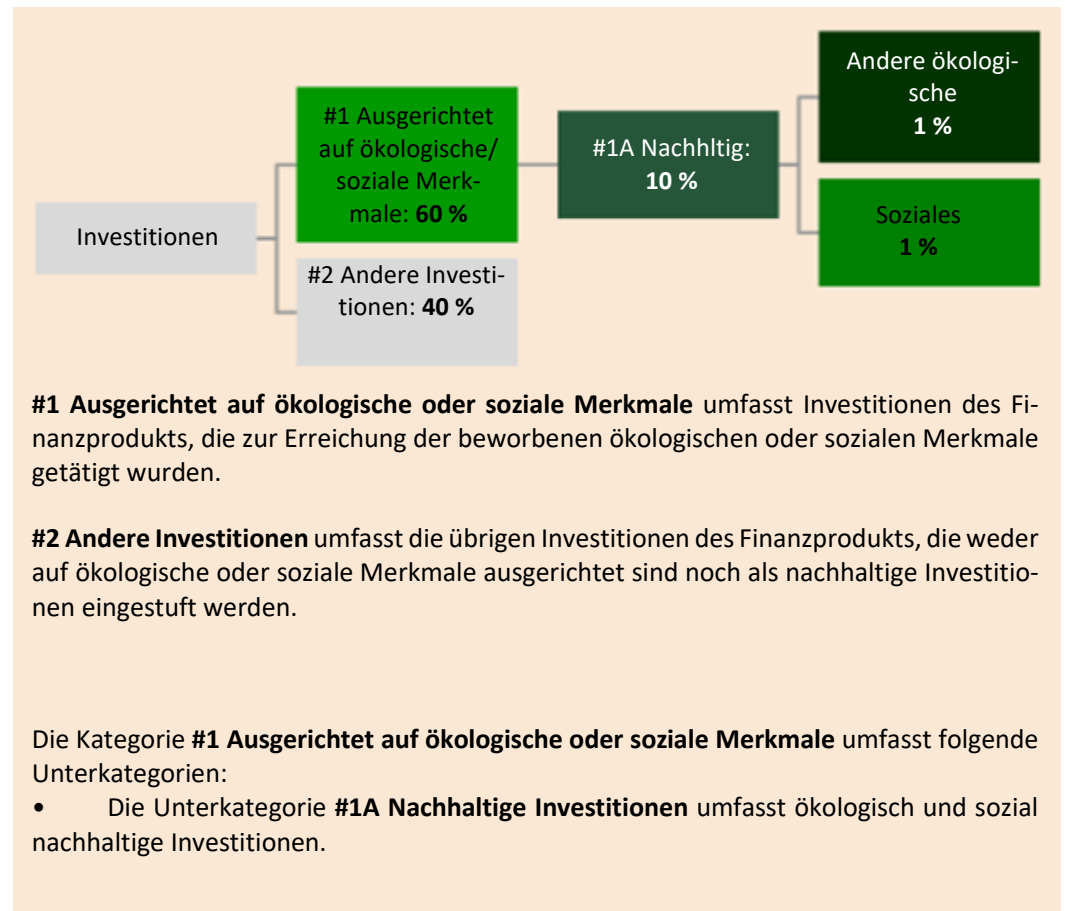 Investitionen
#1 Ausgerichtet
auf ökologische/
soziale Merk-
male: 60 %
#2 Andere Investi-
tionen: 40 %
#1A Nachhltig:
10 %
Andere ökologi-
sche
1 %
Soziales
1 %
#1 Ausgerichtet auf ökologische oder soziale Merkmale umfasst Investitionen des Fi-
nanzprodukts, die zur Erreichung der beworbenen ökologischen oder sozialen Merkmale
getätigt wurden.
#2 Andere Investitionen umfasst die übrigen Investitionen des Finanzprodukts, die weder
auf ökologische oder soziale Merkmale ausgerichtet sind noch als nachhaltige Investitio-
nen eingestuft werden.
Die Kategorie #1 Ausgerichtet auf ökologische oder soziale Merkmale umfasst folgende
Unterkategorien:
• Die Unterkategorie #1A Nachhaltige Investitionen umfasst ökologisch und sozial
nachhaltige Investitionen.